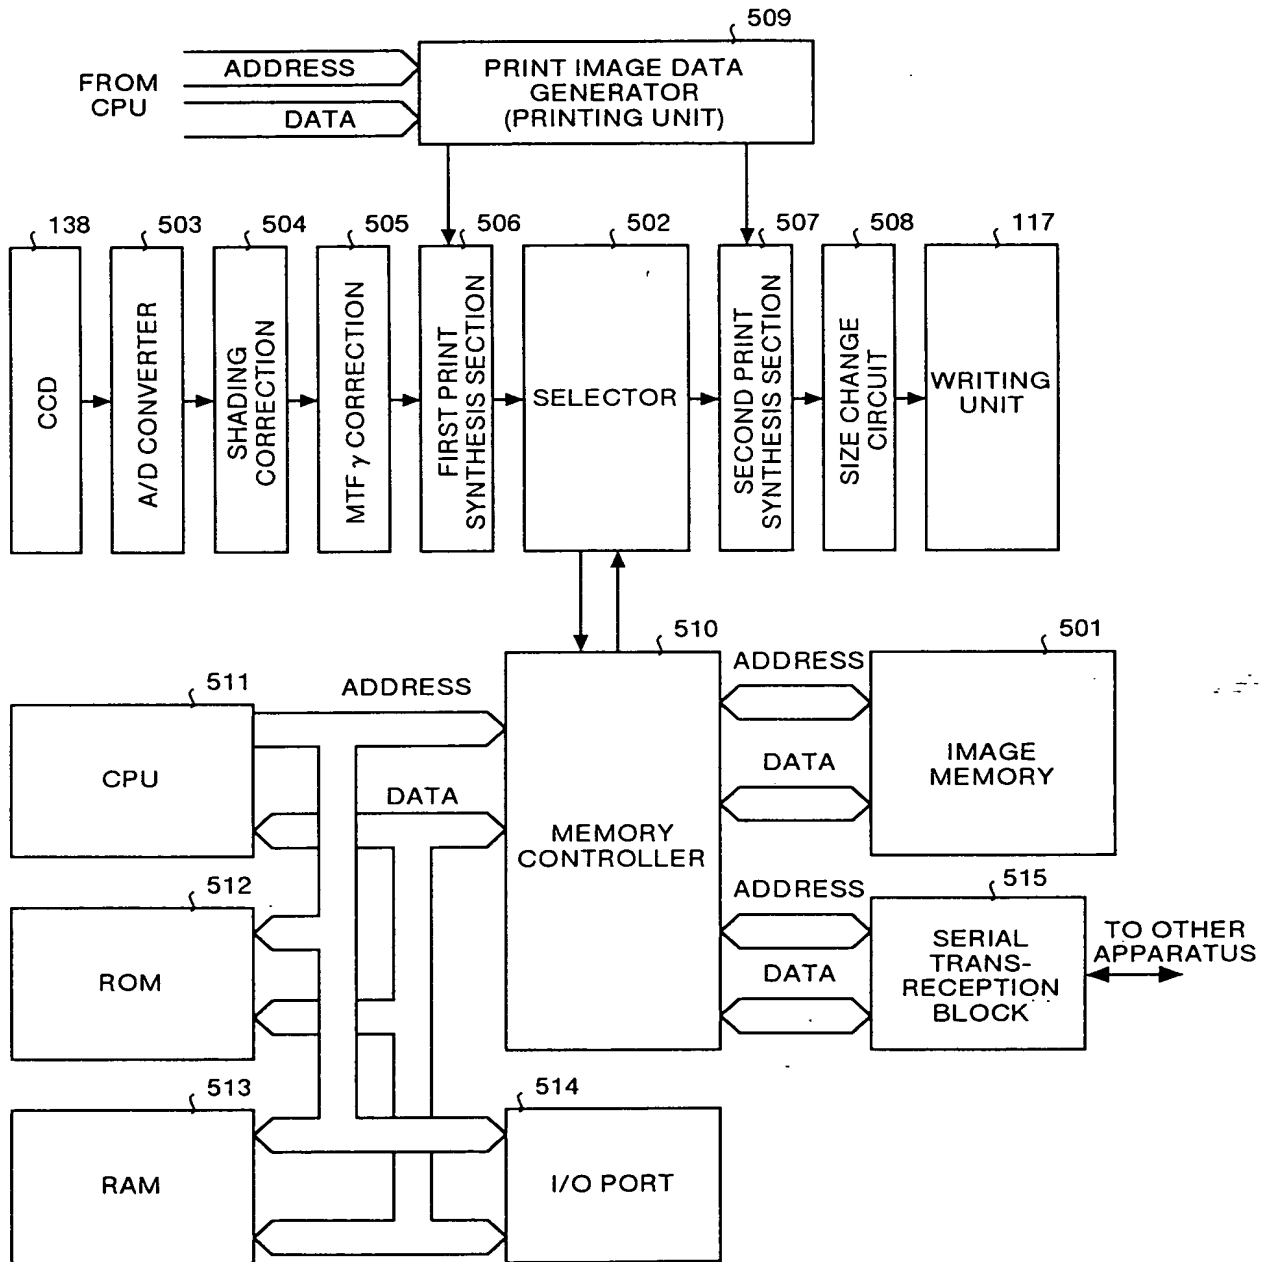 509
FROM
CPU
ADDRESS
DATA
PRINT IMAGE DATA
GENERATOR
(PRINTING UNIT)
138
503
504
505
506
502
507
508
117
CCD
A/D CONVERTER
SHADING
CORRECTION
MTF γ CORRECTION
FIRST PRINT
SYNTHESIS SECTION
SELECTOR
SECOND PRINT
SYNTHESIS SECTION
SIZE CHANGE
CIRCUIT
WRITING
UNIT
510
501
511
ADDRESS
ADDRESS
CPU
DATA
MEMORY
CONTROLLER
DATA
IMAGE
MEMORY
512
ADDRESS
515
ROM
DATA
SERIAL
TRANS-
RECEPTION
BLOCK
TO OTHER
APPARATUS
513
514
RAM
I/O PORT